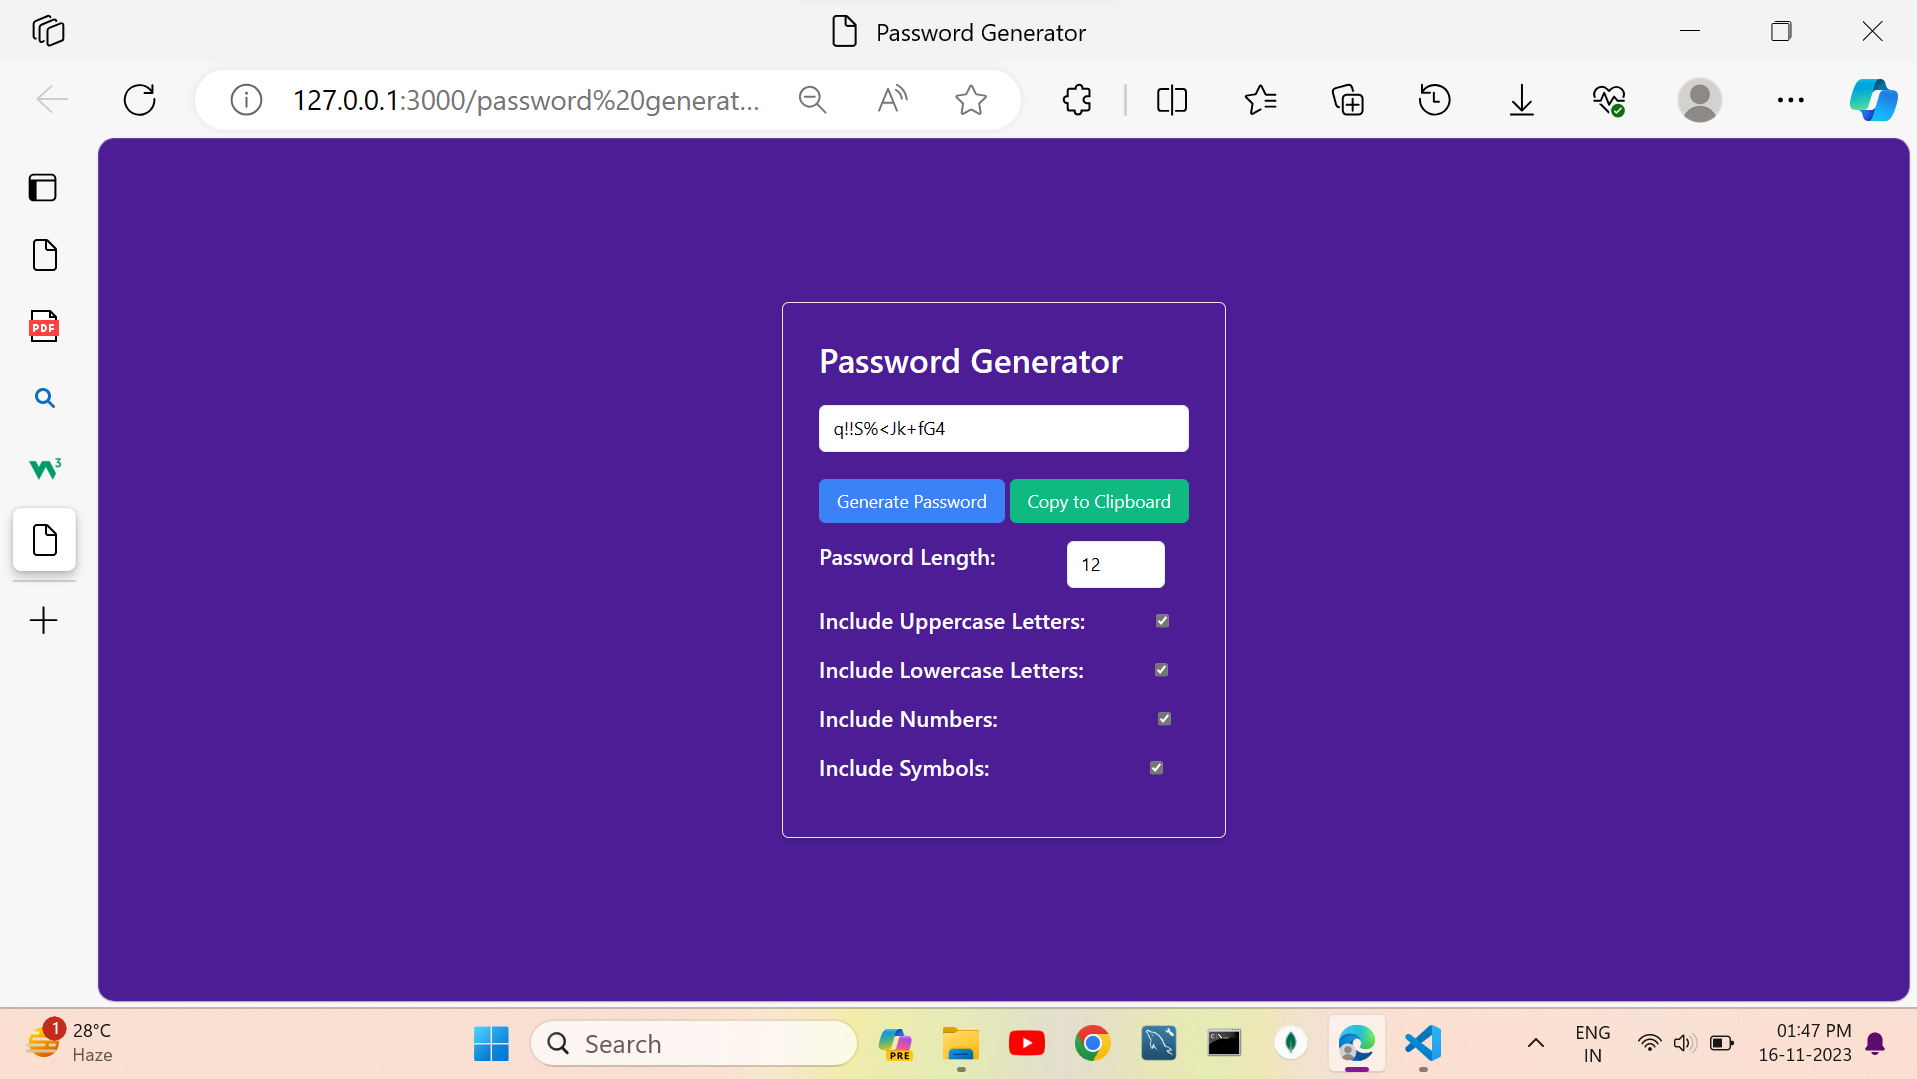 Password Generator
127.0.0.1:3000/password%20generat...
PDF
3
Password Generator
q!!S%<Jk+fG4
Generate Password
Copy to Clipboard
Password Length:
12
Include Uppercase Letters:
Include Lowercase Letters:
Include Numbers:
Include Symbols:
1
28°C
Haze
Search
PRE
ENG
IN
01:47 PM
16-11-2023